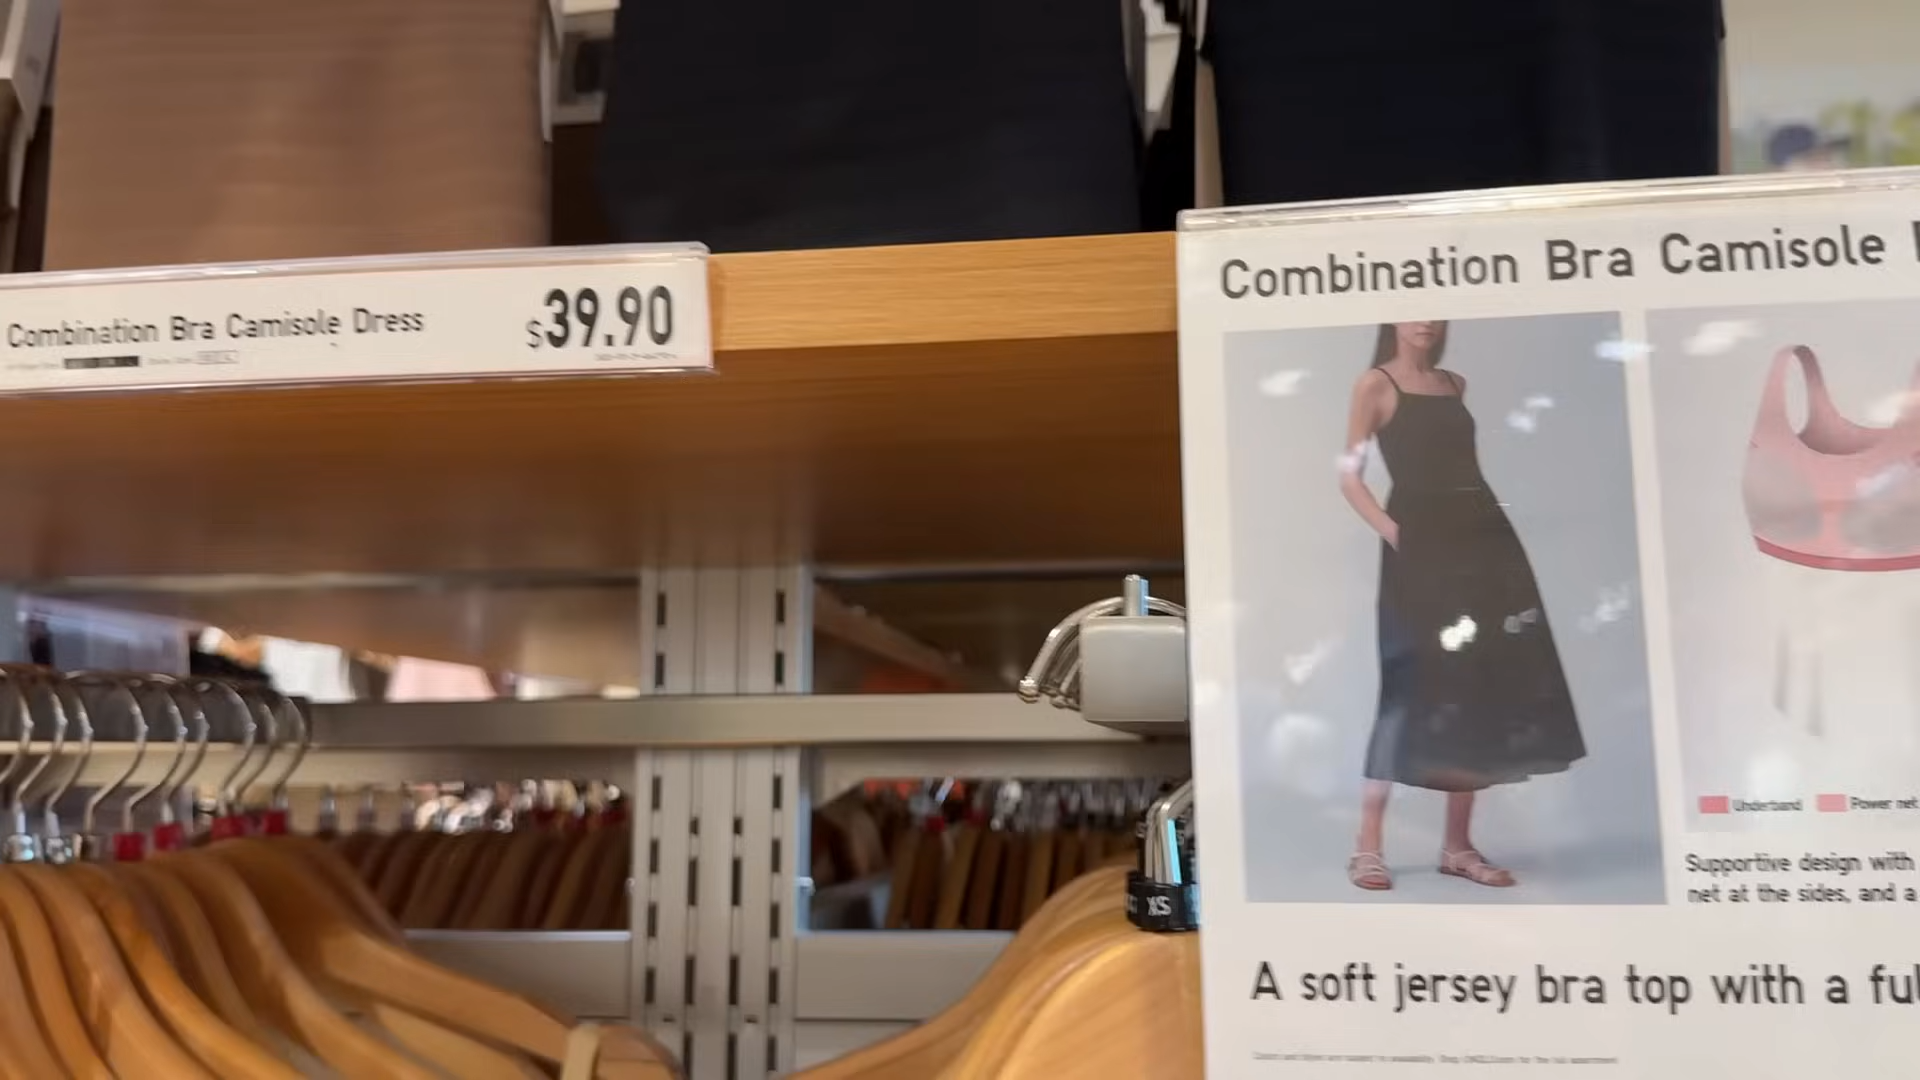 Combination Bra Camisole Dress
$39.90
Combination Bra Camisole
Underband
Power net
Supportive design with
net at the sides, and a
A soft jersey bra top with a ful
XS